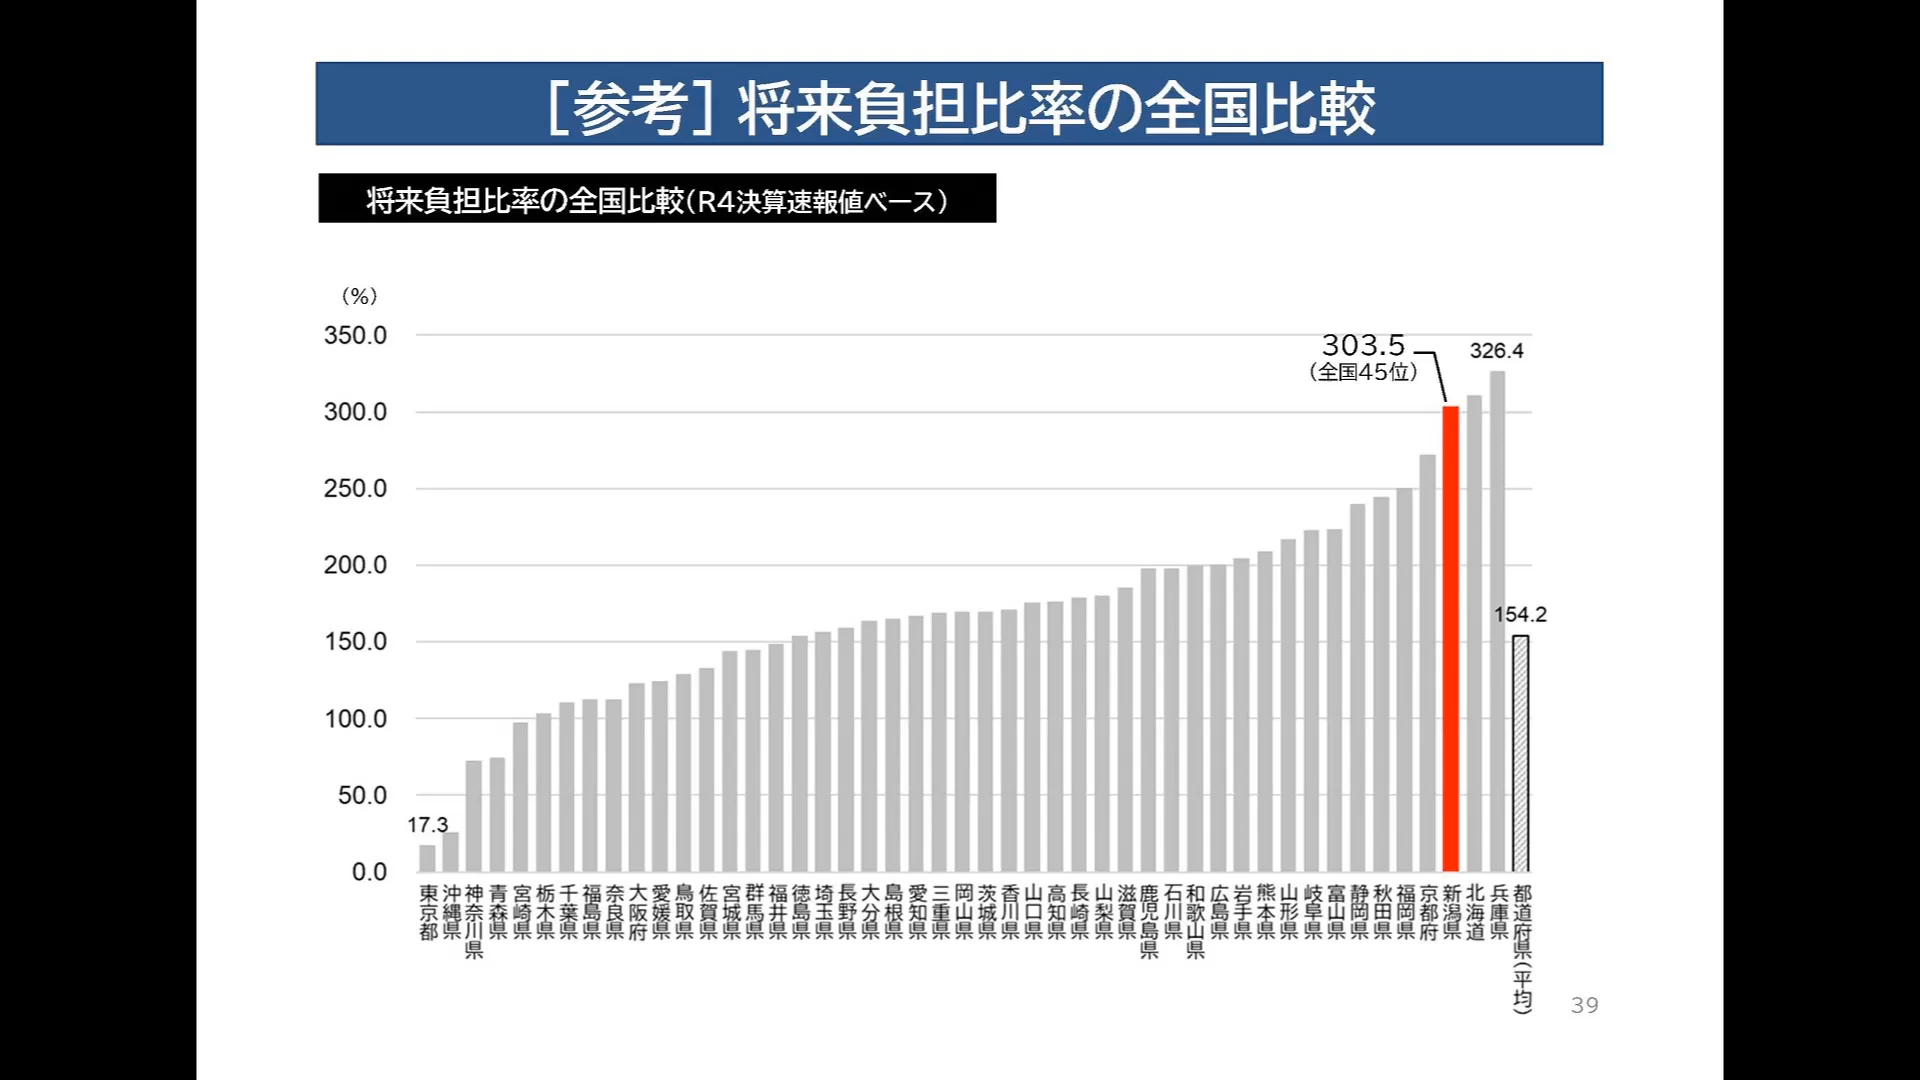 ［参考］将来負担比率の全国比較
将来負担比率の全国比較（R4決算速報値ベース）
（%）
350.0
300.0
250.0
200.0
150.0
100.0
50.0
0.0
17.3
303.5
（全国45位）
326.4
154.2
東京都
沖縄県
神奈川県
青森県
宮崎県
栃木県
千葉県
福島県
奈良県
大阪府
愛媛県
鳥取県
佐賀県
宮城県
群馬県
福井県
徳島県
埼玉県
長野県
大分県
島根県
愛知県
三重県
岡山県
茨城県
香川県
山口県
高知県
長崎県
山梨県
滋賀県
鹿児島県
石川県
和歌山県
広島県
岩手県
熊本県
山形県
岐阜県
富山県
静岡県
秋田県
福岡県
京都府
新潟県
北海道
兵庫県
都道府県（平均）
39